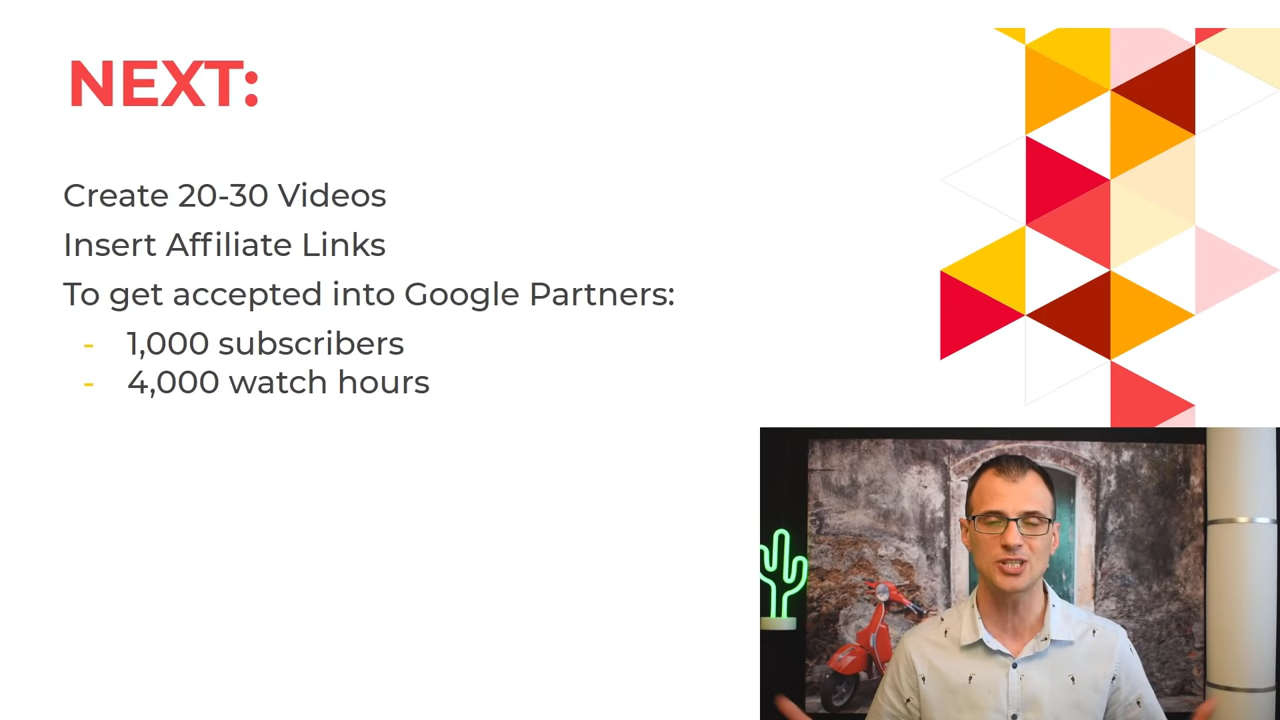 NEXT:
Create 20-30 Videos
Insert Affiliate Links
To get accepted into Google Partners:
- 1,000 subscribers
- 4,000 watch hours